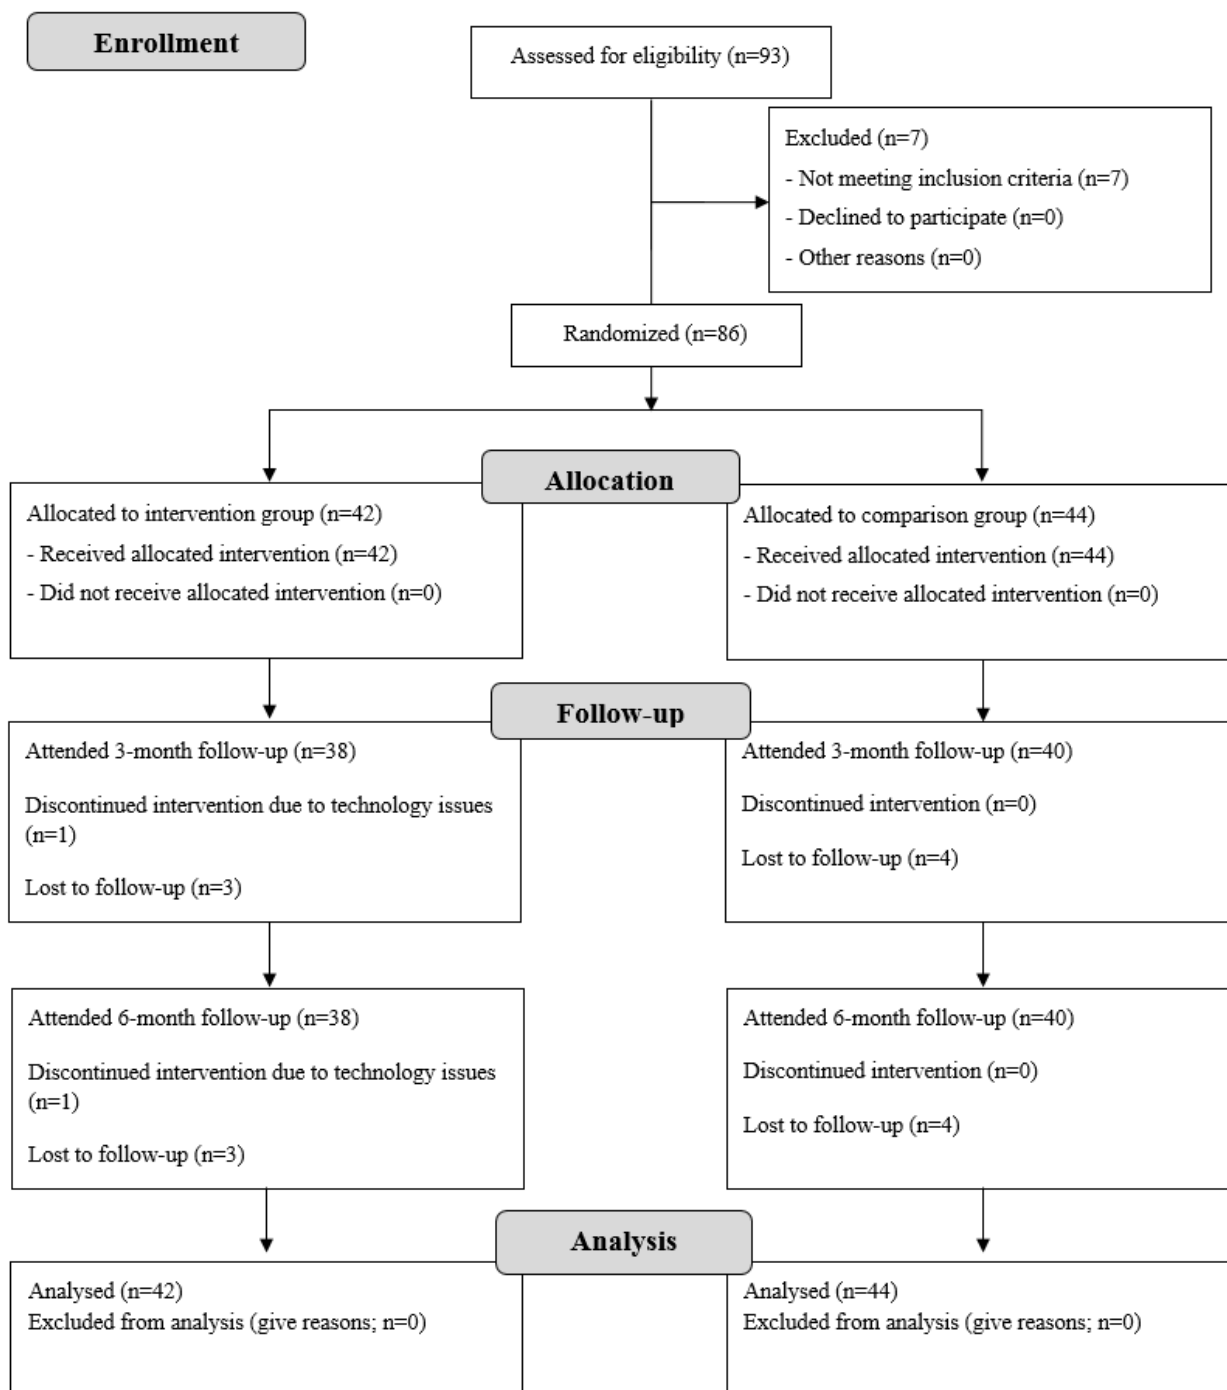 Enrollment
Assessed for eligibility (n=93)
Excluded (n=7)
- Not meeting inclusion criteria (n=7)
- Declined to participate (n=0)
- Other reasons (n=0)
Randomized (n=86)
Allocation
Allocated to intervention group (n=42)
- Received allocated intervention (n=42)
- Did not receive allocated intervention (n=0)
Allocated to comparison group (n=44)
- Received allocated intervention (n=44)
- Did not receive allocated intervention (n=0)
Follow-up
Attended 3-month follow-up (n=38)
Discontinued intervention due to technology issues
(n=1)
Lost to follow-up (n=3)
Attended 3-month follow-up (n=40)
Discontinued intervention (n=0)
Lost to follow-up (n=4)
Attended 6-month follow-up (n=38)
Discontinued intervention due to technology issues
(n=1)
Lost to follow-up (n=3)
Attended 6-month follow-up (n=40)
Discontinued intervention (n=0)
Lost to follow-up (n=4)
Analysis
Analysed (n=42)
Excluded from analysis (give reasons; n=0)
Analysed (n=44)
Excluded from analysis (give reasons; n=0)